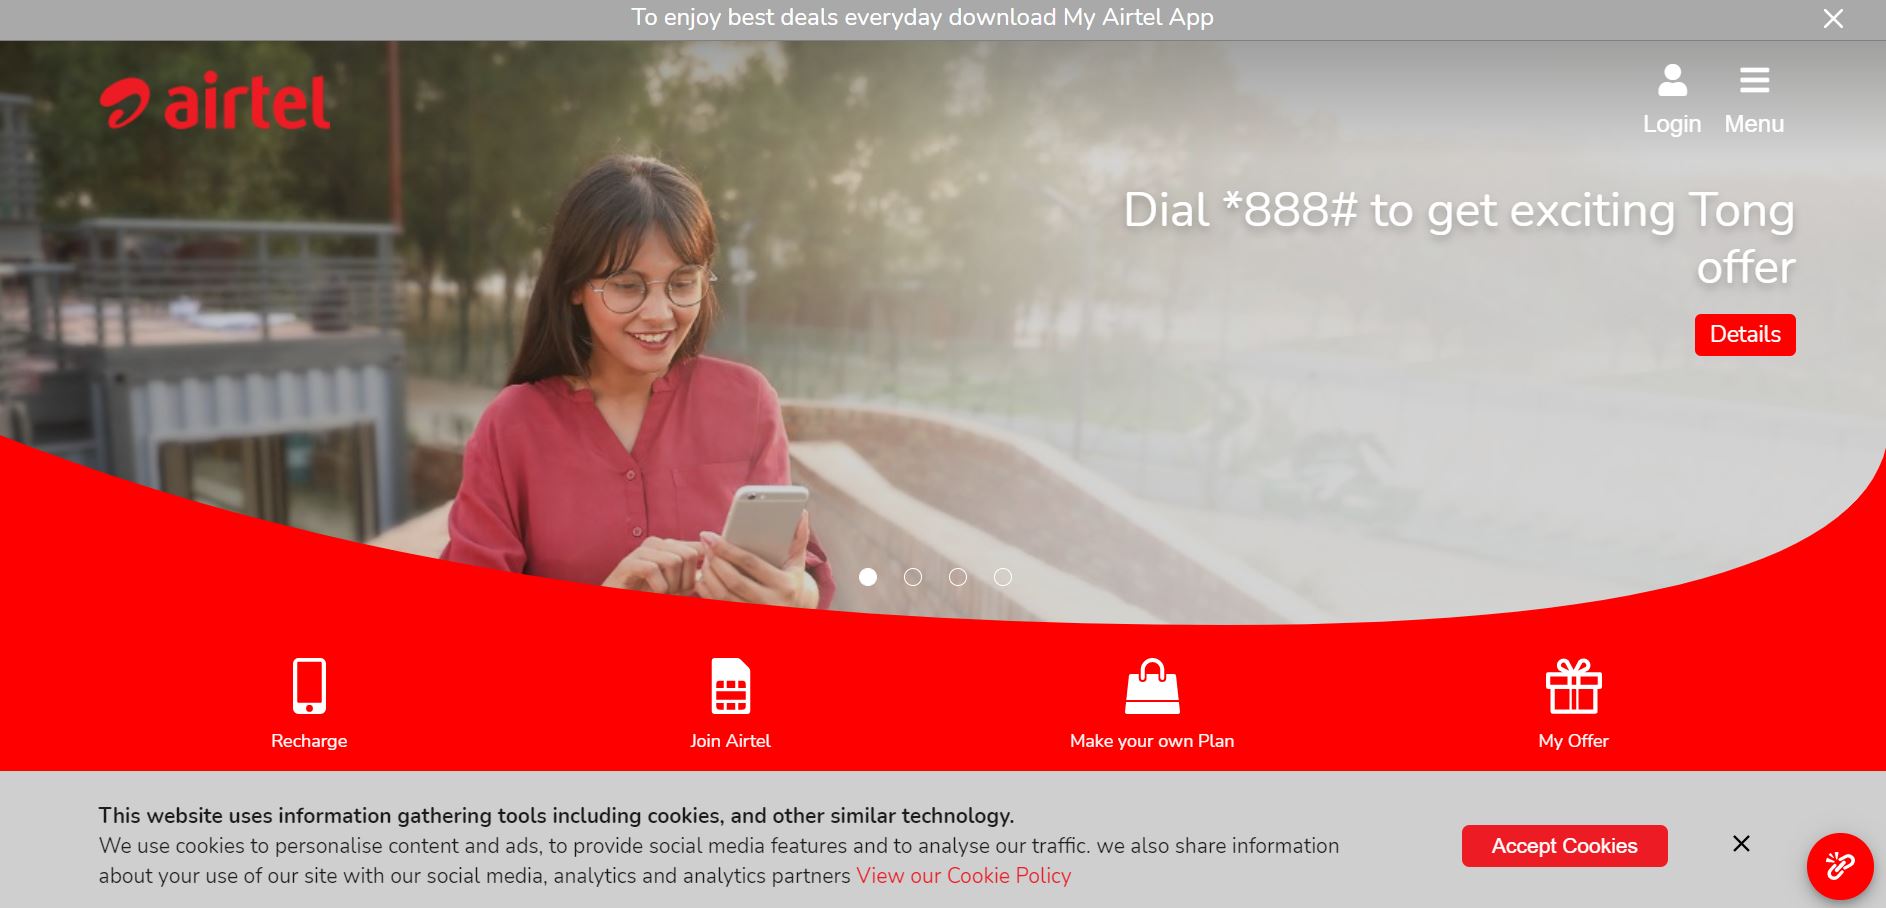 To enjoy best deals everyday download My Airtel App
airtel
Login
Menu
Dial *888# to get exciting Tong
offer
Details
Recharge
Join Airtel
Make your own Plan
My Offer
This website uses information gathering tools including cookies, and other similar technology.
We use cookies to personalise content and ads, to provide social media features and to analyse our traffic. we also share information
about your use of our site with our social media, analytics and analytics partners View our Cookie Policy
Accept Cookies